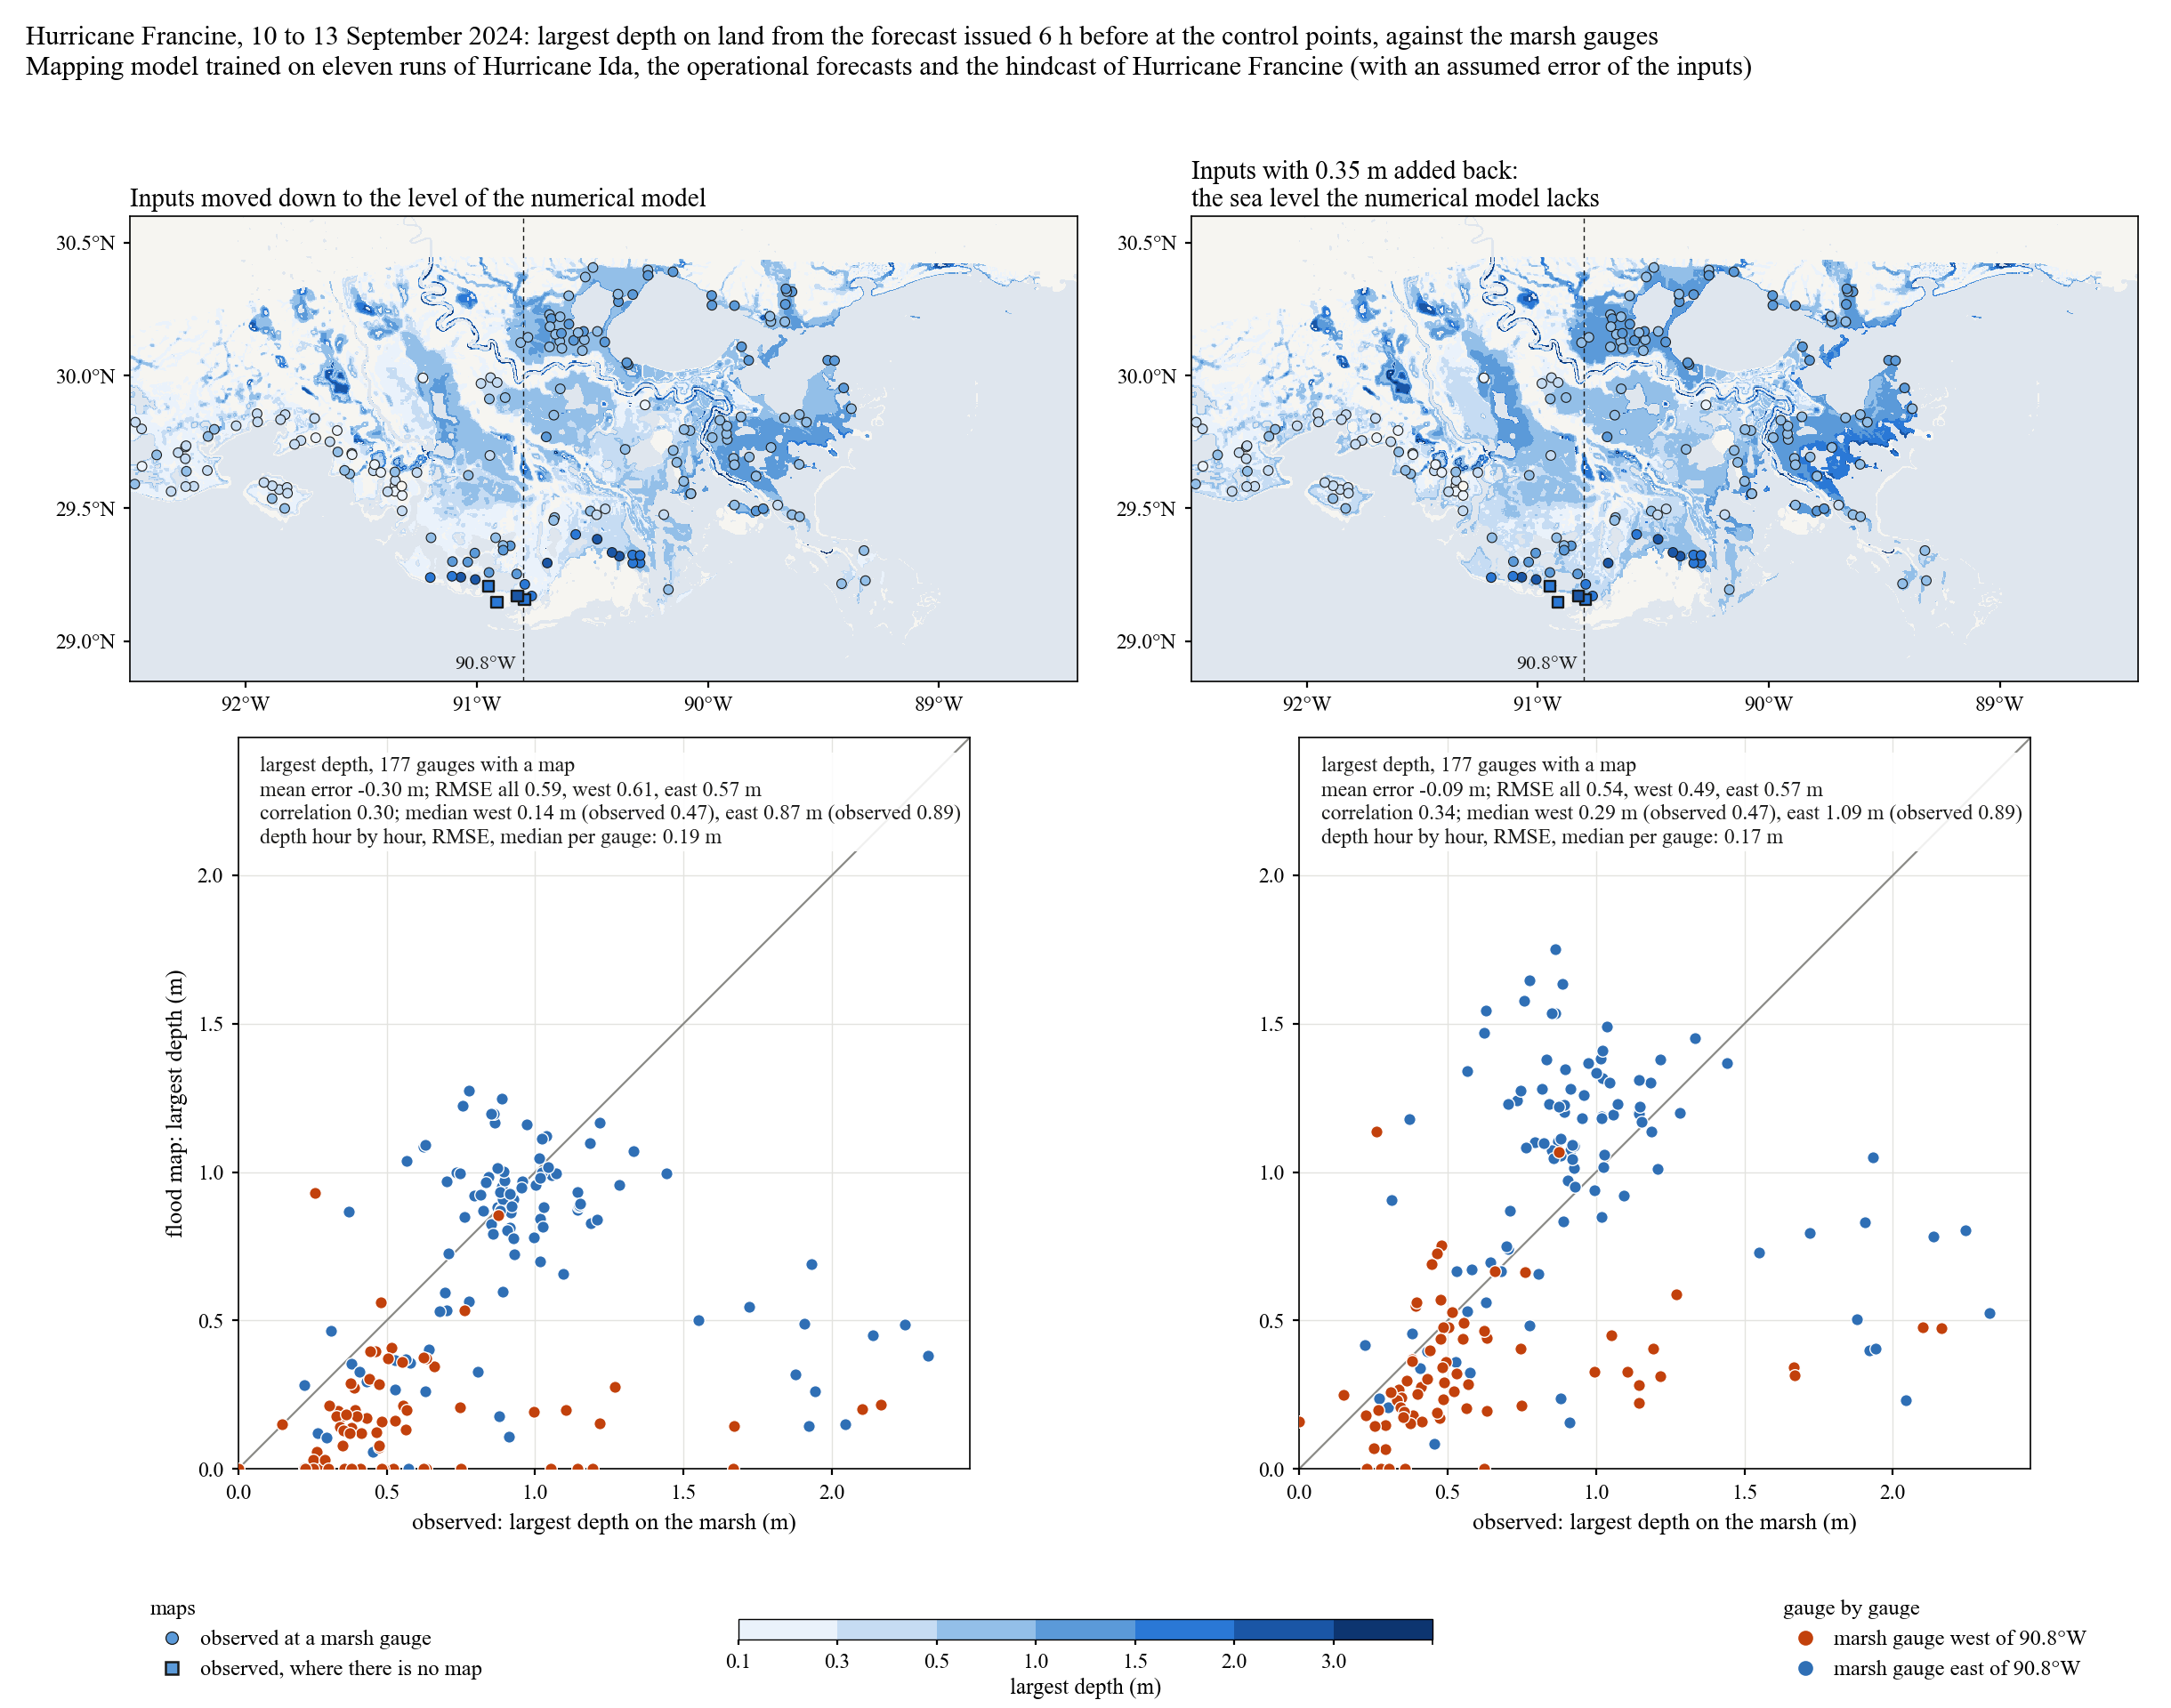 Hurricane Francine, 10 to 13 September 2024: largest depth on land from the forecast issued 6 h before at the control points, against the marsh gauges
Mapping model trained on eleven runs of Hurricane Ida, the operational forecasts and the hindcast of Hurricane Francine (with an assumed error of the inputs)
Inputs moved down to the level of the numerical model
30.5°N
30.0°N
29.5°N
29.0°N
90.8°W
92°W
91°W
90°W
89°W
Inputs with 0.35 m added back:
the sea level the numerical model lacks
30.5°N
30.0°N
29.5°N
29.0°N
90.8°W
92°W
91°W
90°W
89°W
largest depth, 177 gauges with a map
mean error -0.30 m; RMSE all 0.59, west 0.61, east 0.57 m
correlation 0.30; median west 0.14 m (observed 0.47), east 0.87 m (observed 0.89)
depth hour by hour, RMSE, median per gauge: 0.19 m
flood map: largest depth (m)
2.0
1.5
1.0
0.5
0.0
0.0
0.5
1.0
1.5
2.0
observed: largest depth on the marsh (m)
largest depth, 177 gauges with a map
mean error -0.09 m; RMSE all 0.54, west 0.49, east 0.57 m
correlation 0.34; median west 0.29 m (observed 0.47), east 1.09 m (observed 0.89)
depth hour by hour, RMSE, median per gauge: 0.17 m
2.0
1.5
1.0
0.5
0.0
0.0
0.5
1.0
1.5
2.0
observed: largest depth on the marsh (m)
maps
observed at a marsh gauge
observed, where there is no map
0.1
0.3
0.5
1.0
1.5
2.0
3.0
largest depth (m)
gauge by gauge
marsh gauge west of 90.8°W
marsh gauge east of 90.8°W